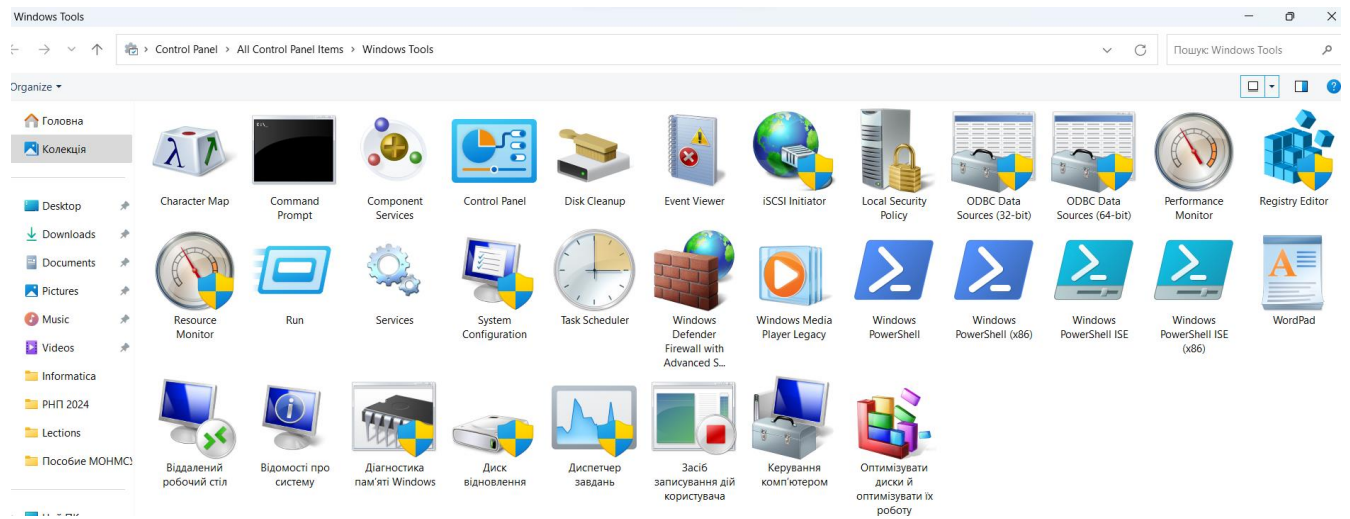 Windows Tools
Control Panel > All Control Panel Items > Windows Tools
Пошук: Windows Tools
Organize
Головна
Колекція
Desktop
Downloads
Documents
Pictures
Music
Videos
Informatica
РНП 2024
Lections
Пособие МОНМС
Character Map
Command
Prompt
Component
Services
Control Panel
Disk Cleanup
Event Viewer
iSCSI Initiator
Local Security
Policy
ODBC Data
Sources (32-bit)
ODBC Data
Sources (64-bit)
Performance
Monitor
Registry Editor
Resource
Monitor
Run
Services
System
Configuration
Task Scheduler
Windows
Defender
Firewall with
Advanced S...
Windows Media
Player Legacy
Windows
PowerShell
Windows
PowerShell (x86)
Windows
PowerShell ISE
Windows
PowerShell ISE
(x86)
WordPad
Віддалений
робочий стіл
Відомості про
систему
Діагностика
пам'яті Windows
Диск
відновлення
Диспетчер
завдань
Засіб
записування дій
користувача
Керування
комп'ютером
Оптимізувати
диски й
оптимізувати їх
роботу